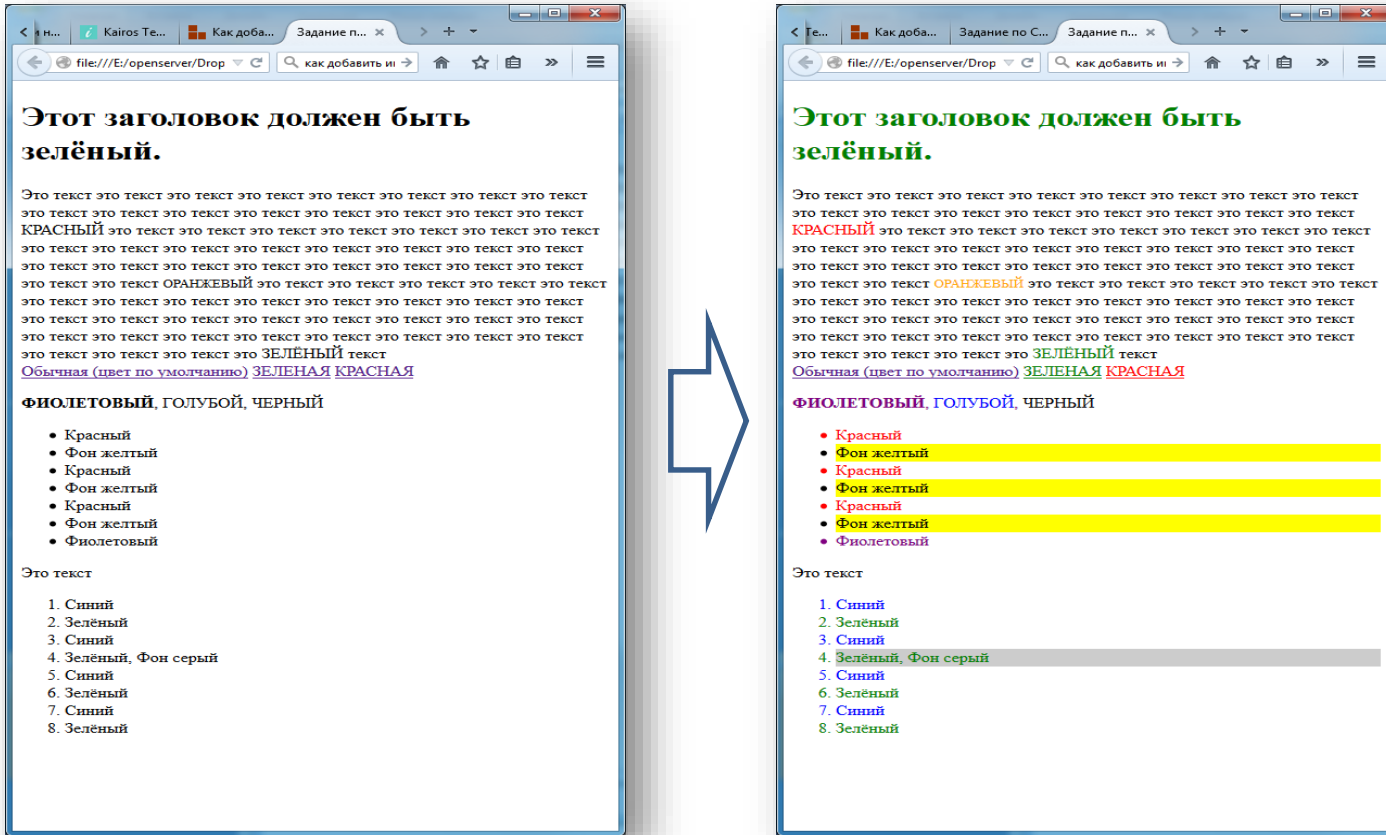 н... Kairos Te... Как доба... Задание п...
file:///E:/openserver/Drop как добавить
Этот заголовок должен быть
зелёный.
Это текст это текст это текст это текст это текст это текст это текст это текст
это текст это текст это текст это текст это текст это текст это текст это текст
КРАСНЫЙ это текст это текст это текст это текст это текст это текст это текст
это текст это текст это текст это текст это текст это текст это текст это текст
это текст это текст это текст это текст это текст это текст это текст это текст
это текст это текст ОРАНЖЕВЫЙ это текст это текст это текст это текст это текст
это текст это текст это текст это текст это текст это текст это текст это текст
это текст это текст это текст это текст это текст это текст это текст это текст
это текст это текст это текст это текст это текст это текст это текст это текст
это текст это текст это текст это ЗЕЛЁНЫЙ текст
Обычная (цвет по умолчанию) ЗЕЛЕНАЯ КРАСНАЯ
ФИОЛЕТОВЫЙ, ГОЛУБОЙ, ЧЕРНЫЙ
Красный
Фон желтый
Красный
Фон желтый
Красный
Фон желтый
Фиолетовый
Это текст
1. Синий
2. Зелёный
3. Синий
4. Зелёный, Фон серый
5. Синий
6. Зелёный
7. Синий
8. Зелёный
Te... Как доба... Задание по С... Задание п...
file:///E:/openserver/Drop как добавить
Этот заголовок должен быть
зелёный.
Это текст это текст это текст это текст это текст это текст это текст это текст
это текст это текст это текст это текст это текст это текст это текст это текст
КРАСНЫЙ это текст это текст это текст это текст это текст это текст это текст
это текст это текст это текст это текст это текст это текст это текст это текст
это текст это текст это текст это текст это текст это текст это текст это текст
это текст это текст ОРАНЖЕВЫЙ это текст это текст это текст это текст это текст
это текст это текст это текст это текст это текст это текст это текст это текст
это текст это текст это текст это текст это текст это текст это текст это текст
это текст это текст это текст это текст это текст это текст это текст это текст
это текст это текст это текст это ЗЕЛЁНЫЙ текст
Обычная (цвет по умолчанию) ЗЕЛЕНАЯ КРАСНАЯ
ФИОЛЕТОВЫЙ, ГОЛУБОЙ, ЧЕРНЫЙ
Красный
Фон желтый
Красный
Фон желтый
Красный
Фон желтый
Фиолетовый
Это текст
1. Синий
2. Зелёный
3. Синий
4. Зелёный, Фон серый
5. Синий
6. Зелёный
7. Синий
8. Зелёный